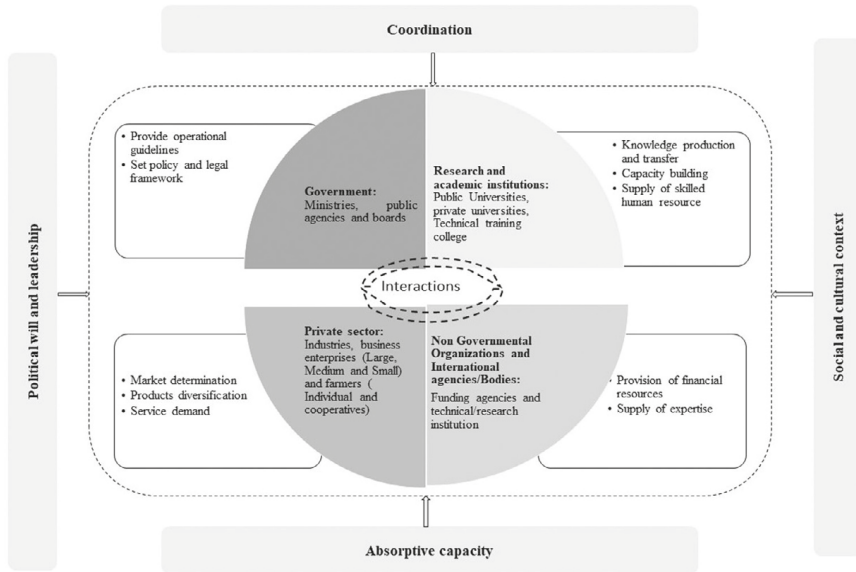 Coordination
Political will and leadership
• Provide operational
guidelines
• Set policy and legal
framework
Government:
Ministries, public
agencies and boards
Research and
academic institutions:
Public Universities,
private universities,
Technical training
college
• Knowledge production
and transfer
• Capacity building
• Supply of skilled
human resource
Interactions
• Market determination
• Products diversification
• Service demand
Private sector:
Industries, business
enterprises (Large,
Medium and Small)
and farmers (
Individual and
cooperatives)
Non Governmental
Organizations and
International
agencies/Bodies:
Funding agencies and
technical/research
institution
• Provision of financial
resources
• Supply of expertise
Social and cultural context
Absorptive capacity